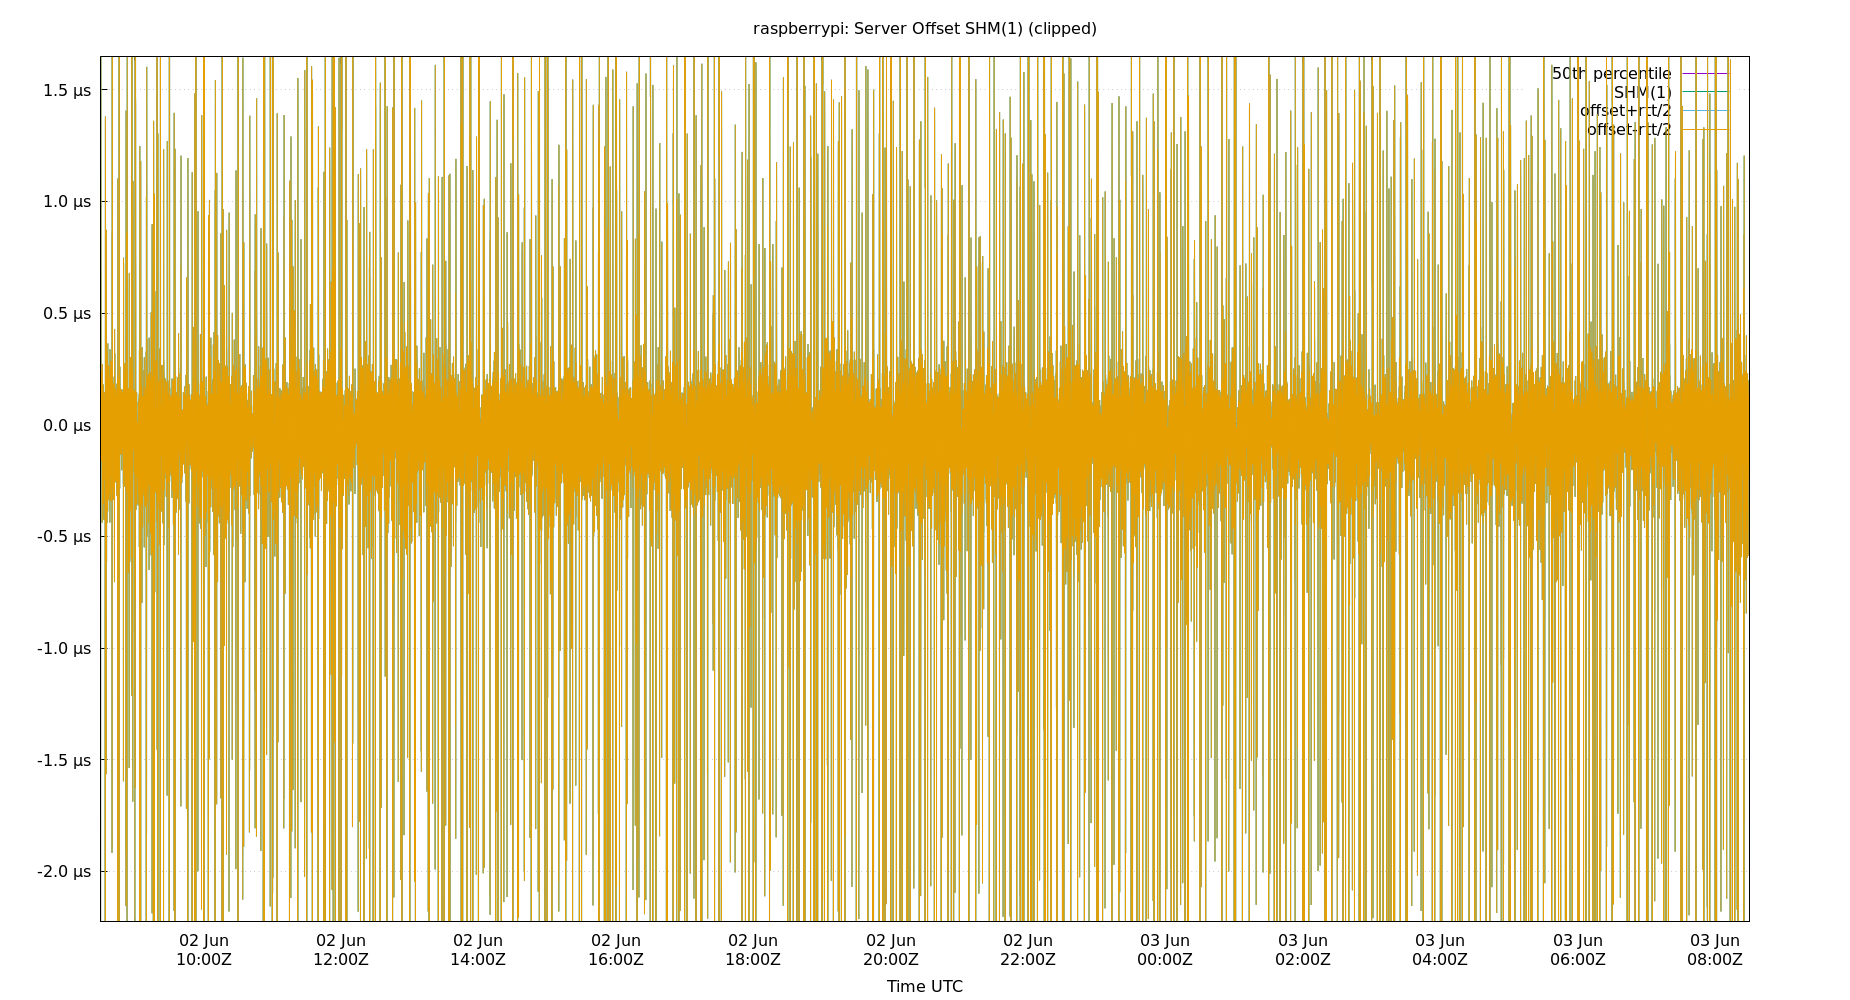 raspberrypi: Server Offset SHM(1) (clipped)
50th percentile
SHM(1)
offset+rtt/2
offset-rtt/2
1.5 µs
1.0 µs
0.5 µs
0.0 µs
-0.5 µs
-1.0 µs
-1.5 µs
-2.0 µs
02 Jun 02 Jun 02 Jun 02 Jun 02 Jun 02 Jun 02 Jun 03 Jun 03 Jun 03 Jun 03 Jun 03 Jun
10:00Z 12:00Z 14:00Z 16:00Z 18:00Z 20:00Z 22:00Z 00:00Z 02:00Z 04:00Z 06:00Z 08:00Z
Time UTC